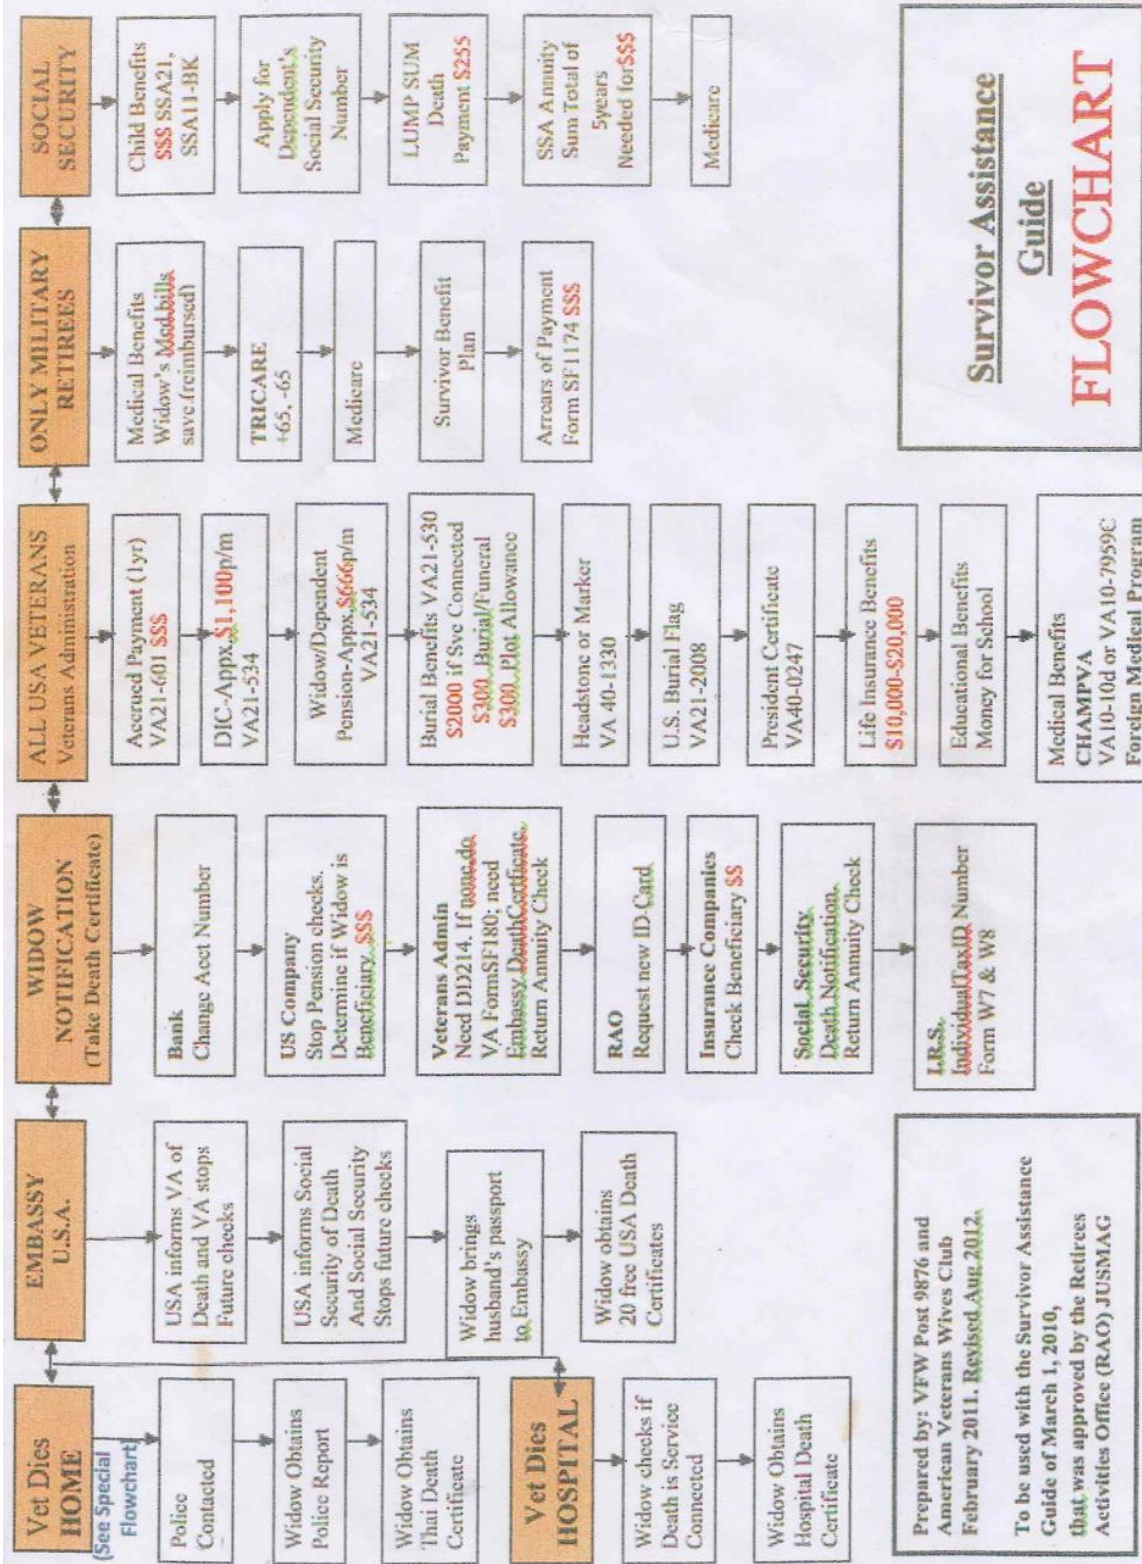 Vet Dies
HOME
(See Special
Flowchart)
Police
Contacted
Widow Obtains
Police Report
Widow Obtains
Thai Death
Certificate
Vet Dies
HOSPITAL
Widow checks if
Death is Service
Connected
Widow Obtains
Hospital Death
Certificate
EMBASSY
U.S.A.
USA informs VA of
Death and VA stops
Future checks
USA informs Social
Security of Death
And Social Security
Stops future checks
Widow brings
husband's passport
to Embassy
Widow obtains
20 free USA Death
Certificates
WIDOW
NOTIFICATION
(Take Death Certificate)
Bank
Change Acct Number
US Company
Stop Pension checks.
Determine if Widow is
Beneficiary $$$
Veterans Admin
Need DD214, If none.do
VA FormSF180; need
Embassy DeathCertficate.
Return Annuity Check
RAO
Request new ID Card
Insurance Companies
Check Beneficiary $$
Social Security
Death Notification.
Return Annuity Check
I.R.S.
IndividualTaxID Number
Form W7 & W8
ALL USA VETERANS
Veterans Administration
Accrued Payment (1yr)
VA21-601 $$$
DIC-Appx.$1,100p/m
VA21-534
Widow/Dependent
Pension-Appx.$666p/m
VA21-534
Burial Benefits VA21-530
$2000 if Svc Connected
$300 Burial/Funeral
$300 Plot Allowance
Headstone or Marker
VA 40-1330
U.S. Burial Flag
VA21-2008
President Certificate
VA40-0247
Life Insurance Benefits
$10,000-$20,000
Educational Benefits
Money for School
Medical Benefits
CHAMPVA
VA10-10d or VA10-7959C
Foreign Medical Program
ONLY MILITARY
RETIREES
Medical Benefits
Widow's Med.bills
save.(reimbursed)
TRICARE
+65, -65
Medicare
Survivor Benefit
Plan
Arrears of Payment
Form SF1174 $$$
SOCIAL
SECURITY
Child Benefits
$$$ SSA21,
SSA11-BK
Apply for
Dependent's
Social Security
Number
LUMP SUM
Death
Payment $255
SSA Annuity
Sum Total of
5years
Needed for$$$
Medicare
Prepared by: VFW Post 9876 and
American Veterans Wives Club
February 2011. Revised Aug 2012.
To be used with the Survivor Assistance
Guide of March 1, 2010,
that was approved by the Retirees
Activities Office (RAO) JUSMAG
Survivor Assistance
Guide
FLOWCHART